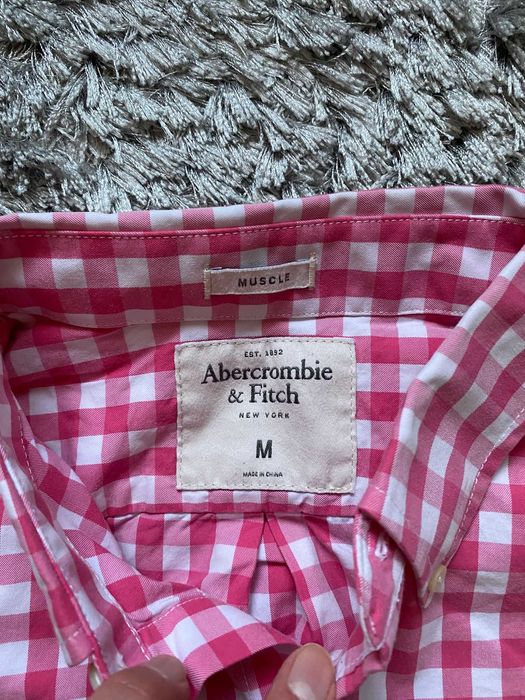 MUSCLE
EST. 1892
Abercrombie
& Fitch
NEW YORK
M
MADE IN CHINA